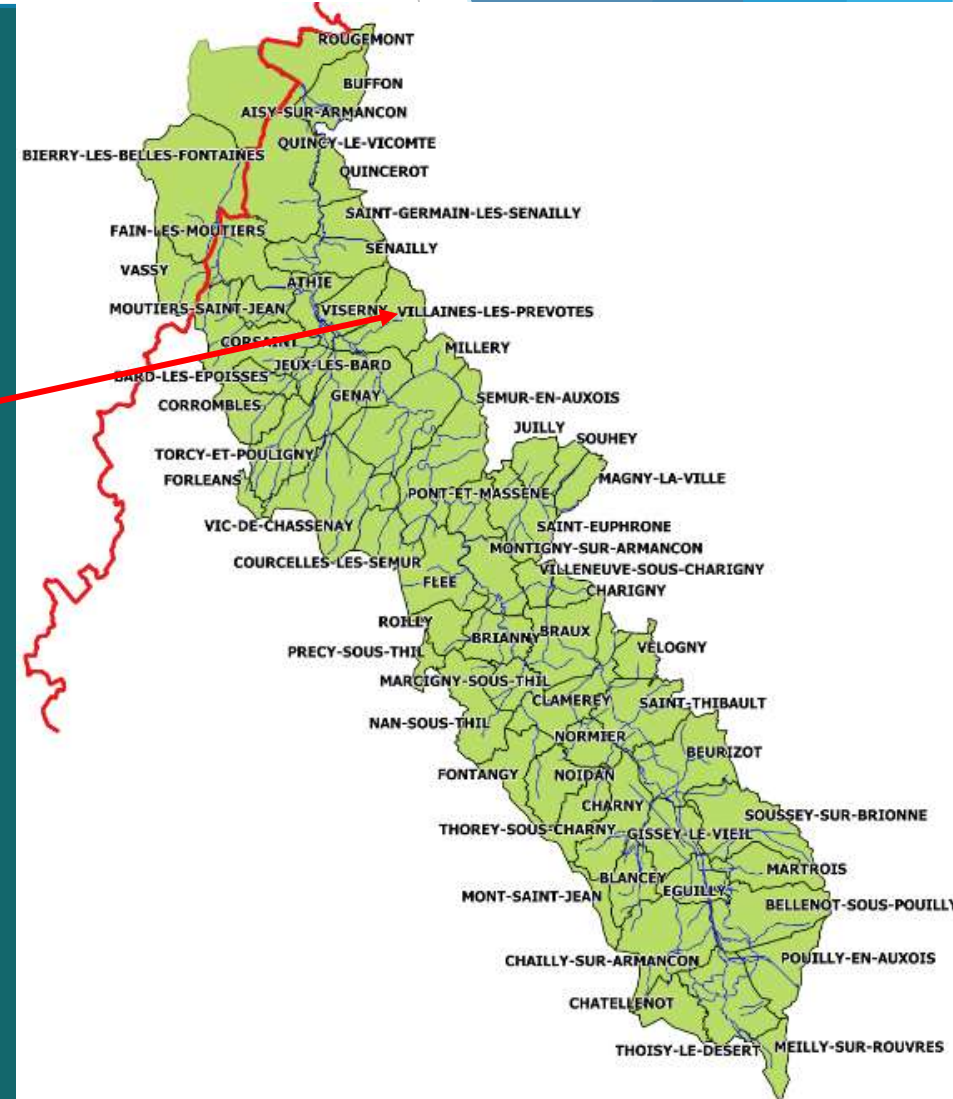 ROUGEMONT
BUFFON
AISY-SUR-ARMANCON
QUINCY-LE-VICOMTE
BIERRY-LES-BELLES-FONTAINES
QUINCEROT
SAINT-GERMAIN-LES-SENAILLY
FAIN-LES-MOUTIERS
SENAILLY
VASSY
ATHIE
MOUTIERS-SAINT-JEAN
VISERNY
VILLAINES-LES-PREVOTES
CORSAINT
MILLERY
JEUX-LES-BARD
BARD-LES-EPOISSES
GENAY
SEMUR-EN-AUXOIS
CORROMBLES
JUILLY
SOUHEY
TORCY-ET-POULIGNY
MAGNY-LA-VILLE
FORLEANS
PONT-ET-MASSENE
VIC-DE-CHASSENAY
SAINT-EUPHRONE
MONTIGNY-SUR-ARMANCON
COURCELLES-LES-SEMUR
VILLENEUVE-SOUS-CHARIGNY
FLEE
CHARIGNY
ROILLY
BRIANNY
BRAUX
VELOGNY
PRECY-SOUS-THIL
MARCIGNY-SOUS-THIL
CLAMEREY
SAINT-THIBAULT
NAN-SOUS-THIL
NORMIER
BEURIZOT
FONTANGY
NOIDAN
CHARNY
SOUSSEY-SUR-BRIONNE
THOREY-SOUS-CHARNY
GISSEY-LE-VIEIL
MARTROIS
BLANCEY
EGUILLY
MONT-SAINT-JEAN
BELLENOT-SOUS-POUILLY
CHAILLY-SUR-ARMANCON
POUILLY-EN-AUXOIS
CHATELLENOT
THOISY-LE-DESERT
MEILLY-SUR-ROUVRES